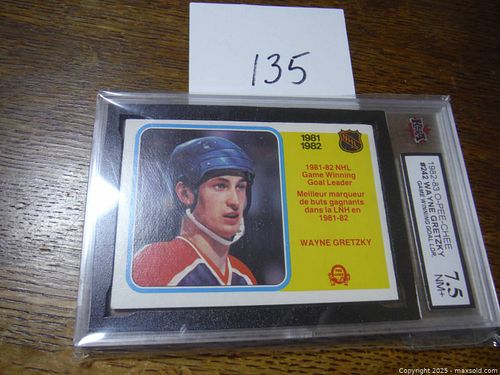 135
1981
1982
1981-82 NHL
Game Winning
Goal Leader
Meilleur marqueur
de buts gagnants
dans la LNH en
1981-82
WAYNE GRETZKY
1982-83 O-PEE-CHEE
#242 WAYNE GRETZKY
GAME WINNING GOAL LDR.
7.5
NM+
Copyright 2025 - maxsold.com